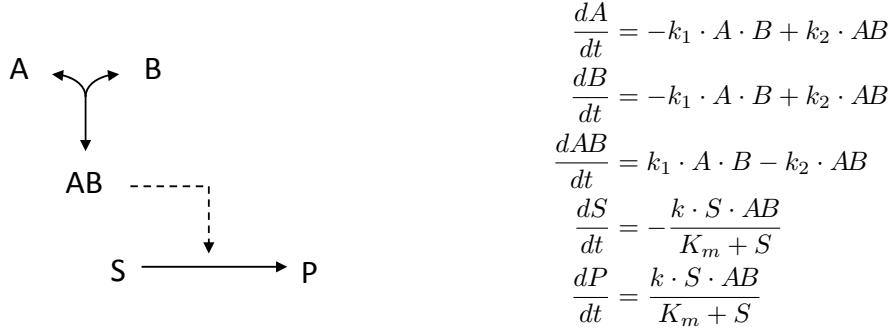 A B
AB
S P
dA/dt = −k₁ · A · B + k₂ · AB
dB/dt = −k₁ · A · B + k₂ · AB
dAB/dt = k₁ · A · B − k₂ · AB
dS/dt = − k · S · AB / Kₘ + S
dP/dt = k · S · AB / Kₘ + S